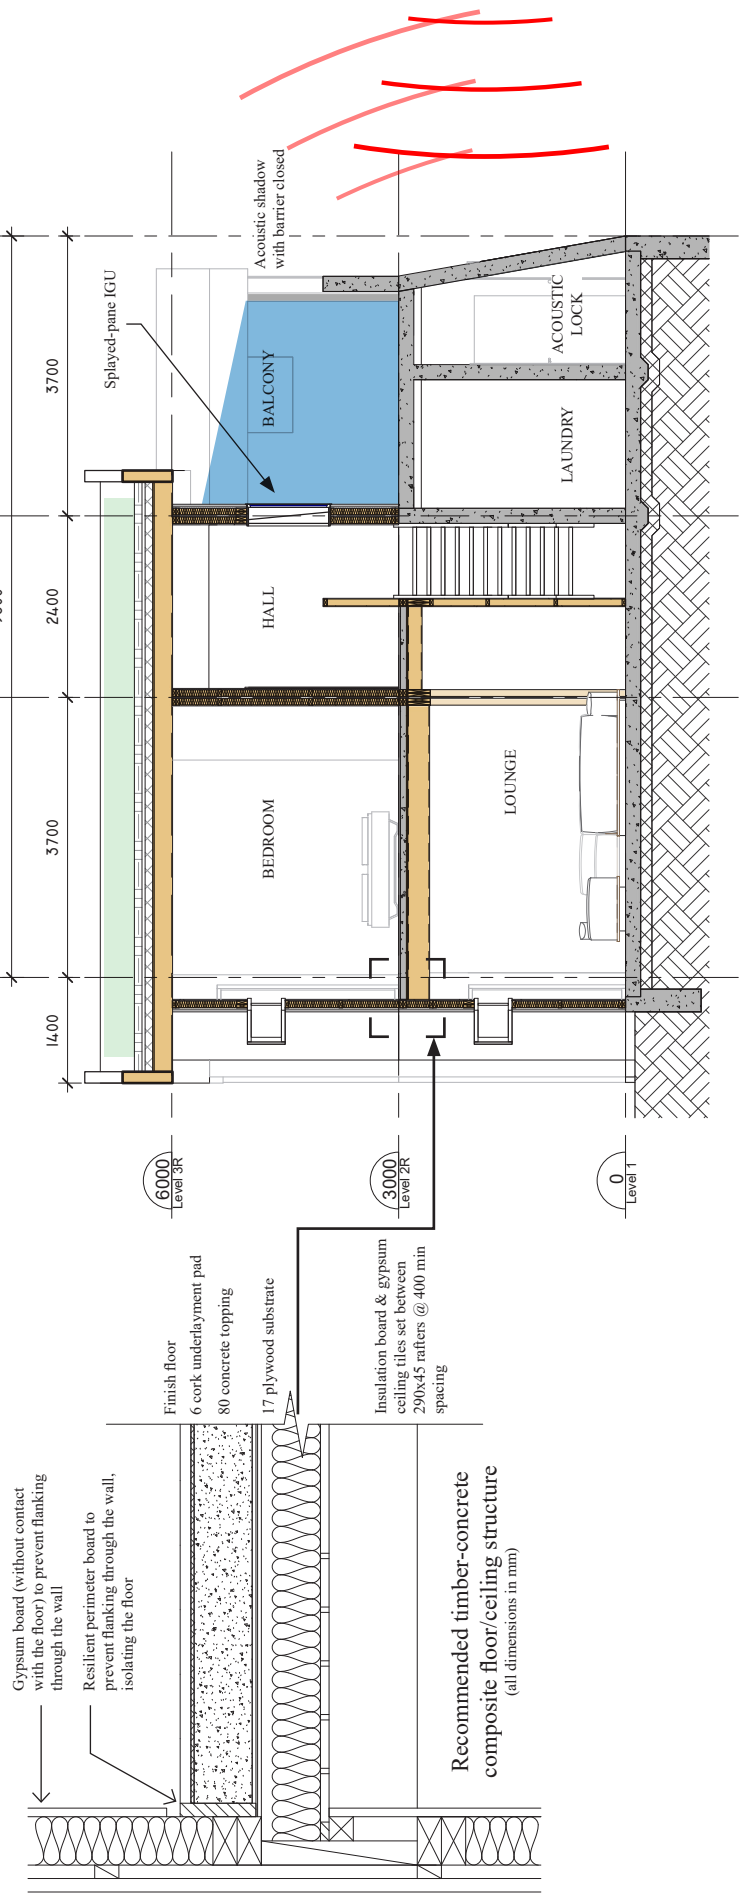 Gypsum board (without contact
with the floor) to prevent flanking
through the wall
Resilient perimeter board to
prevent flanking through the wall,
isolating the floor
Finish floor
6 cork underlayment pad
80 concrete topping
17 plywood substrate
Insulation board & gypsum
ceiling tiles set between
290x45 rafters @ 400 min
spacing
Recommended timber-concrete
composite floor/ceiling structure
(all dimensions in mm)
6000
Level 3R
3000
Level 2R
0
Level 1
1400
3700
2400
3700
Splayed-pane IGU
Acoustic shadow
with barrier closed
BEDROOM
HALL
BALCONY
LOUNGE
LAUNDRY
ACOUSTIC
LOCK